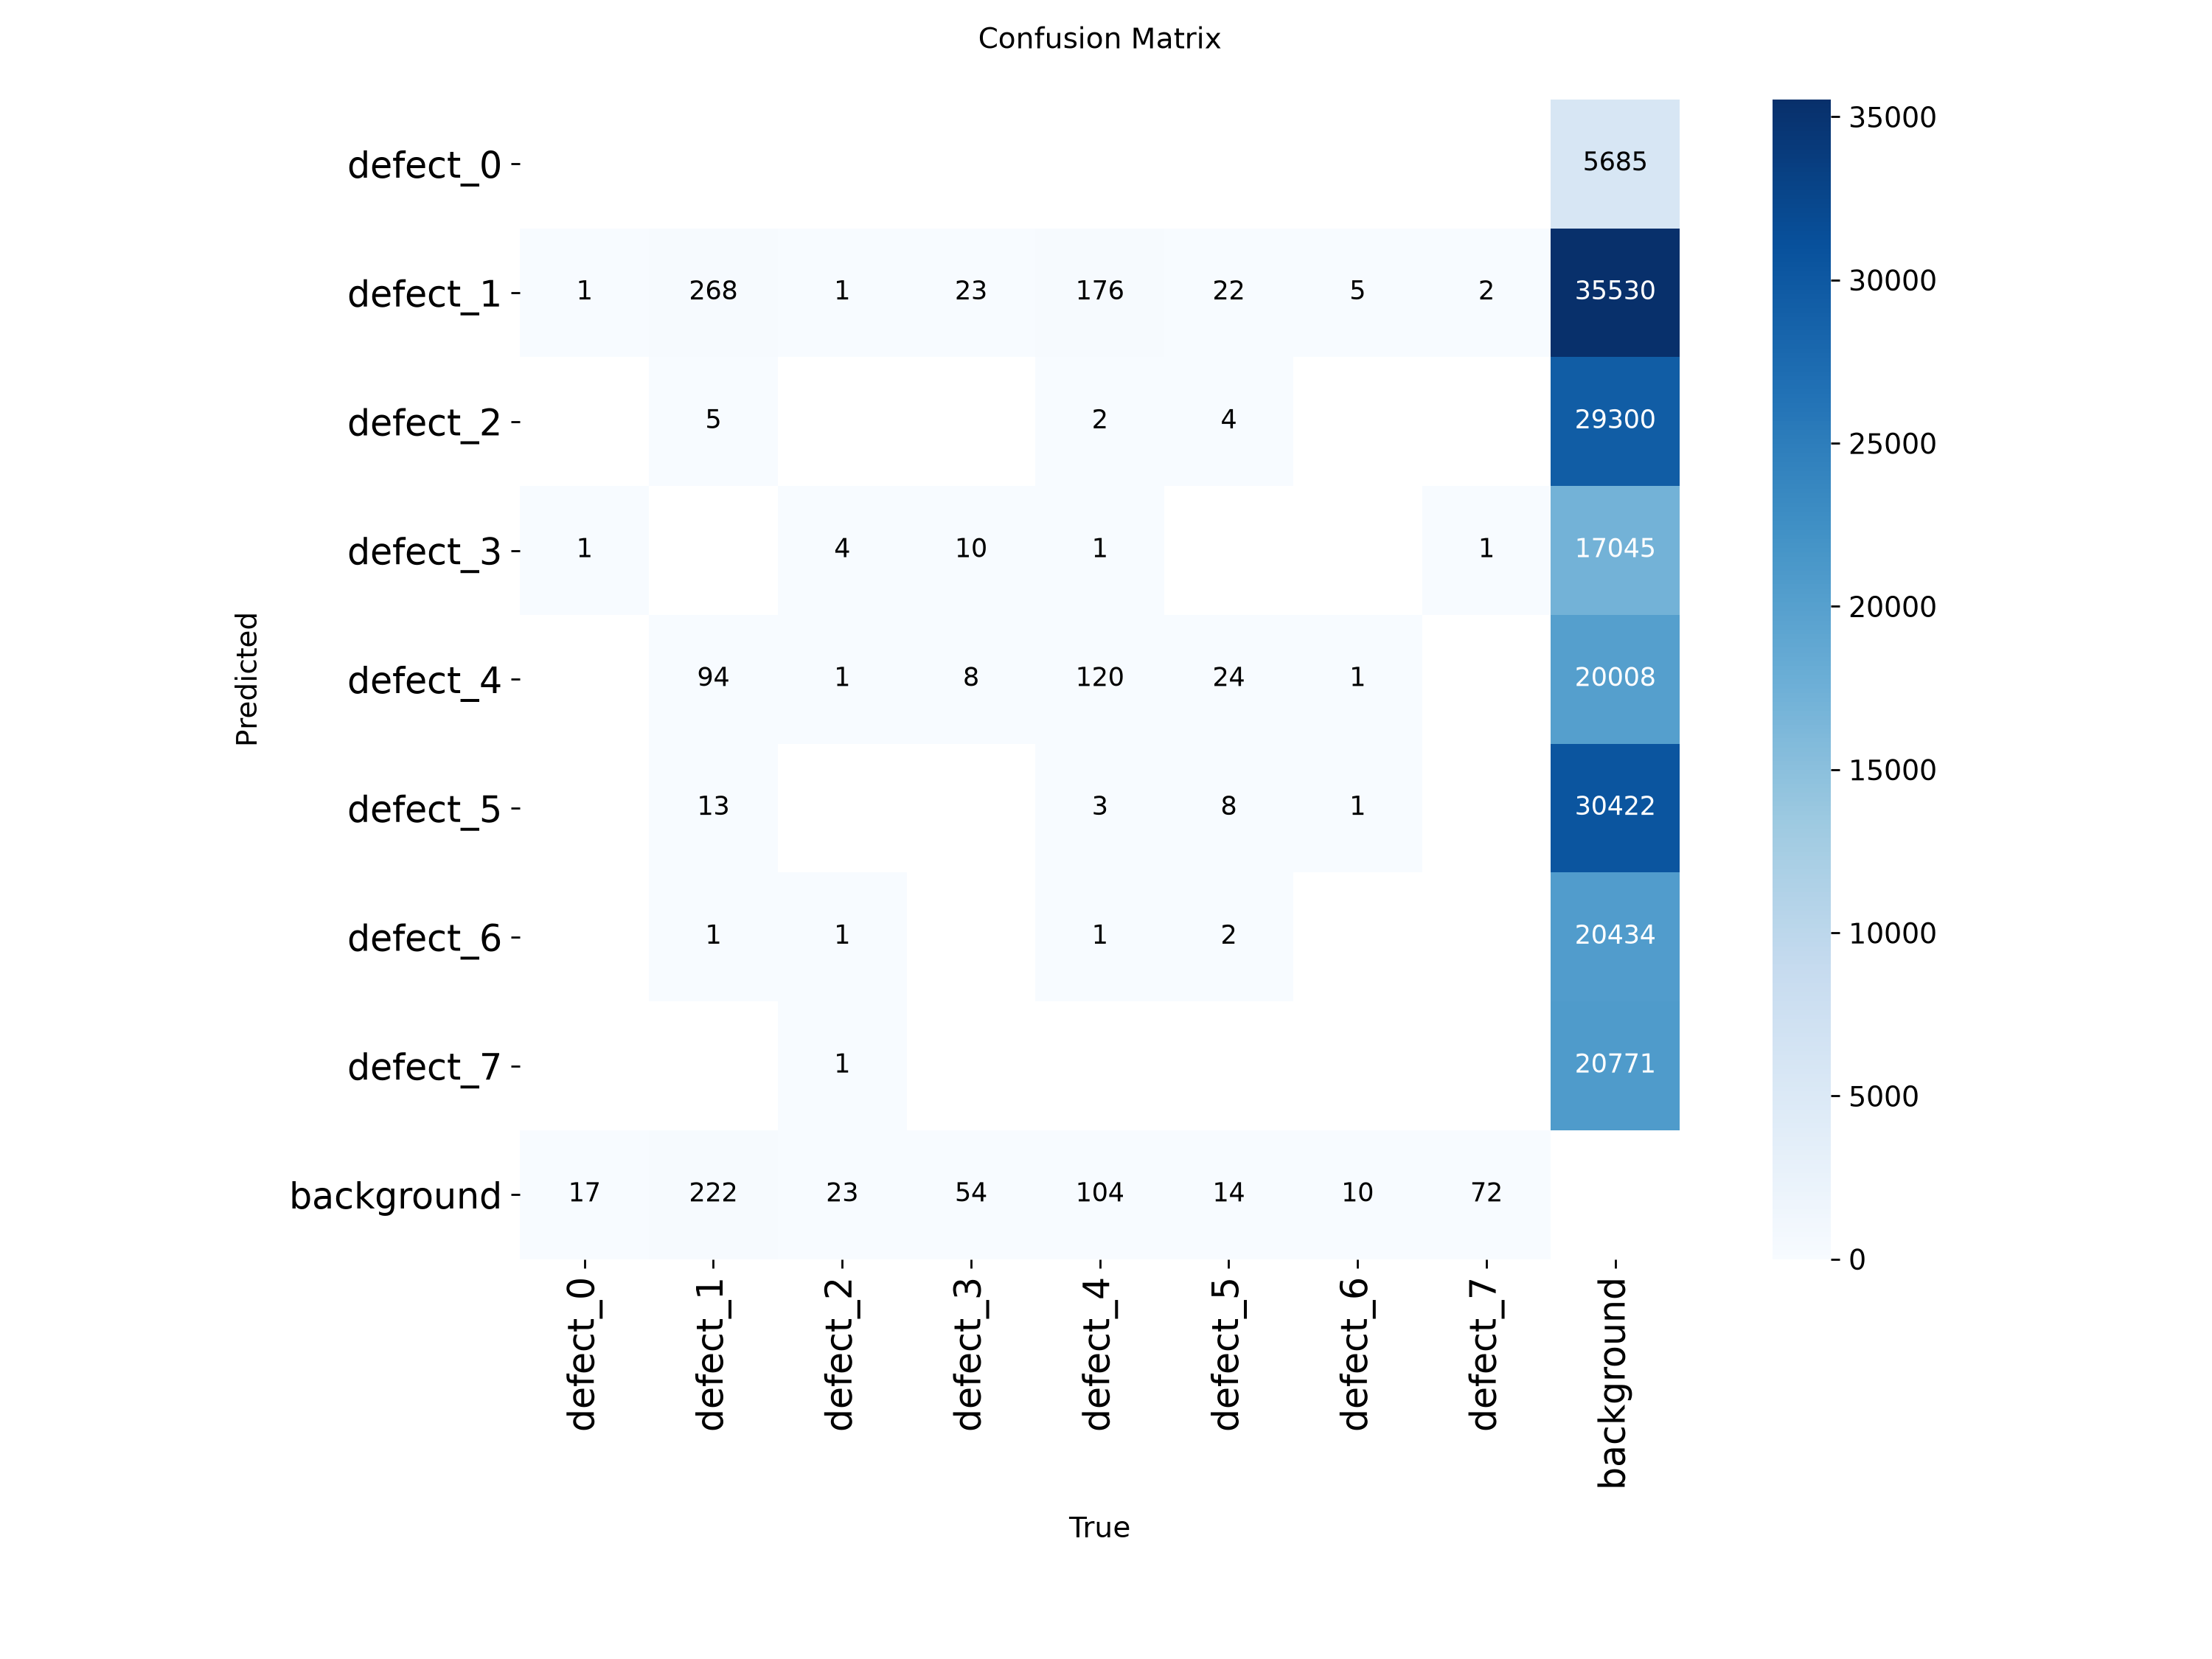 Confusion Matrix
defect_0 5685
defect_1 1 268 1 23 176 22 5 2 35530
defect_2 5 2 4 29300
defect_3 1 4 10 1 1 17045
defect_4 94 1 8 120 24 1 20008
defect_5 13 3 8 1 30422
defect_6 1 1 1 2 20434
defect_7 1 20771
background 17 222 23 54 104 14 10 72
defect_0 defect_1 defect_2 defect_3 defect_4 defect_5 defect_6 defect_7 background
True
Predicted
35000
30000
25000
20000
15000
10000
5000
0